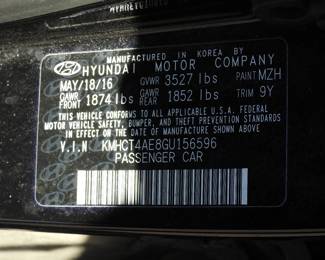 MANUFACTURED IN KOREA BY
HYUNDAI MOTOR COMPANY
MAY/18/16 GVWR 3527 lbs PAINT MZH
GAWR FRONT 1874 lbs GAWR REAR 1852 lbs TRIM 9Y
THIS VEHICLE CONFORMS TO ALL APPLICABLE U.S.A. FEDERAL
MOTOR VEHICLE SAFETY, BUMPER, AND THEFT PREVENTION STANDARDS
IN EFFECT ON THE DATE OF MANUFACTURE SHOWN ABOVE.
V.I.N KMHCT4AE8GU156596
PASSENGER CAR